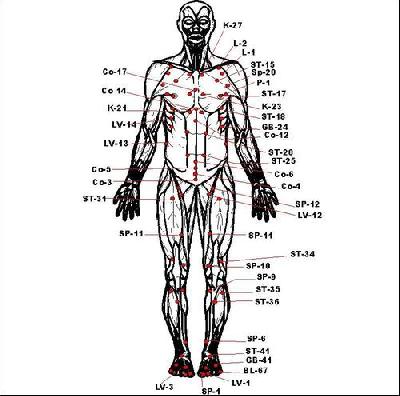 K-27
L-2
L-1
Co-17 ST-15
Sp-20
P-1
Co-14 ST-17
K-21 K-23
ST-18
LV-14 GB-24
Co-12
LV-13
ST-20
ST-25
Co-5 Co-6
Co-3 Co-4
ST-31 SP-12
LV-12
SP-11 SP-11
ST-34
SP-10
SP-9
ST-35
ST-36
SP-6
ST-41
GB-41
BL-67
LV-3 LV-1
SP-4